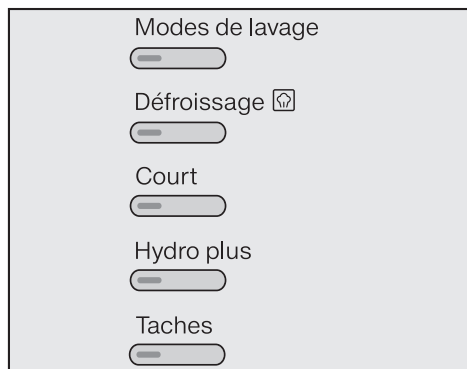 Modes de lavage
Défroissage
Court
Hydro plus
Taches